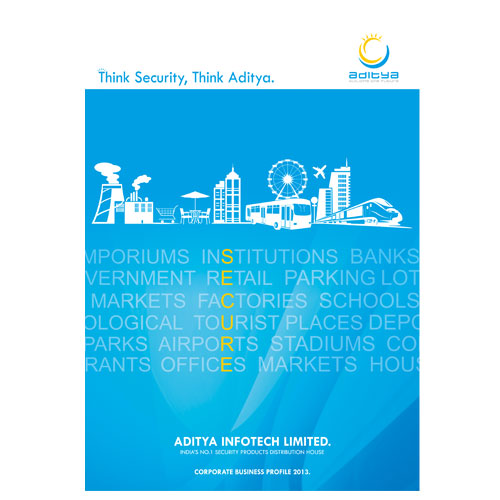 Think Security, Think Aditya.
aditya
MPORIUMS INSTITUTIONS BANKS
VERNMENT RETAIL PARKING LOT
MARKETS FACTORIES SCHOOLS
OLOGICAL TOURIST PLACES DEPO
PARKS AIRPORTS STADIUMS CO
RANTS OFFICES MARKETS HOUS
ADITYA INFOTECH LIMITED.
INDIA'S NO.1 SECURITY PRODUCTS DISTRIBUTION HOUSE
CORPORATE BUSINESS PROFILE 2013.